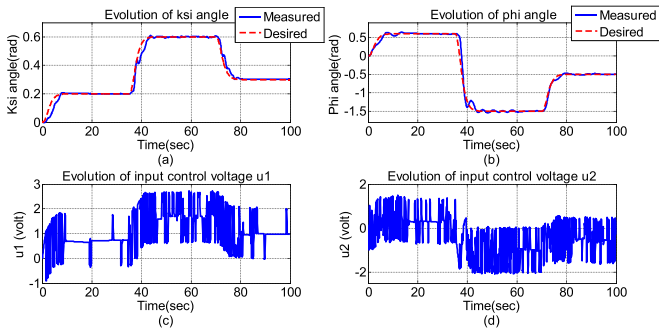 Evolution of ksi angle
Measured
Desired
Ksi angle(rad)
0.6
0.4
0.2
0
0 20 40 60 80 100
Time(sec)
(a)
Evolution of phi angle
Measured
Desired
Phi angle(rad)
0.5
-0.5
-1.5
0 20 40 60 80 100
Time(sec)
(b)
Evolution of input control voltage u1
u1 (volt)
3
2
1
0
-1
0 20 40 60 80 100
Time(sec)
(c)
Evolution of input control voltage u2
u2 (volt)
2
0
-2
0 20 40 60 80 100
Time(sec)
(d)